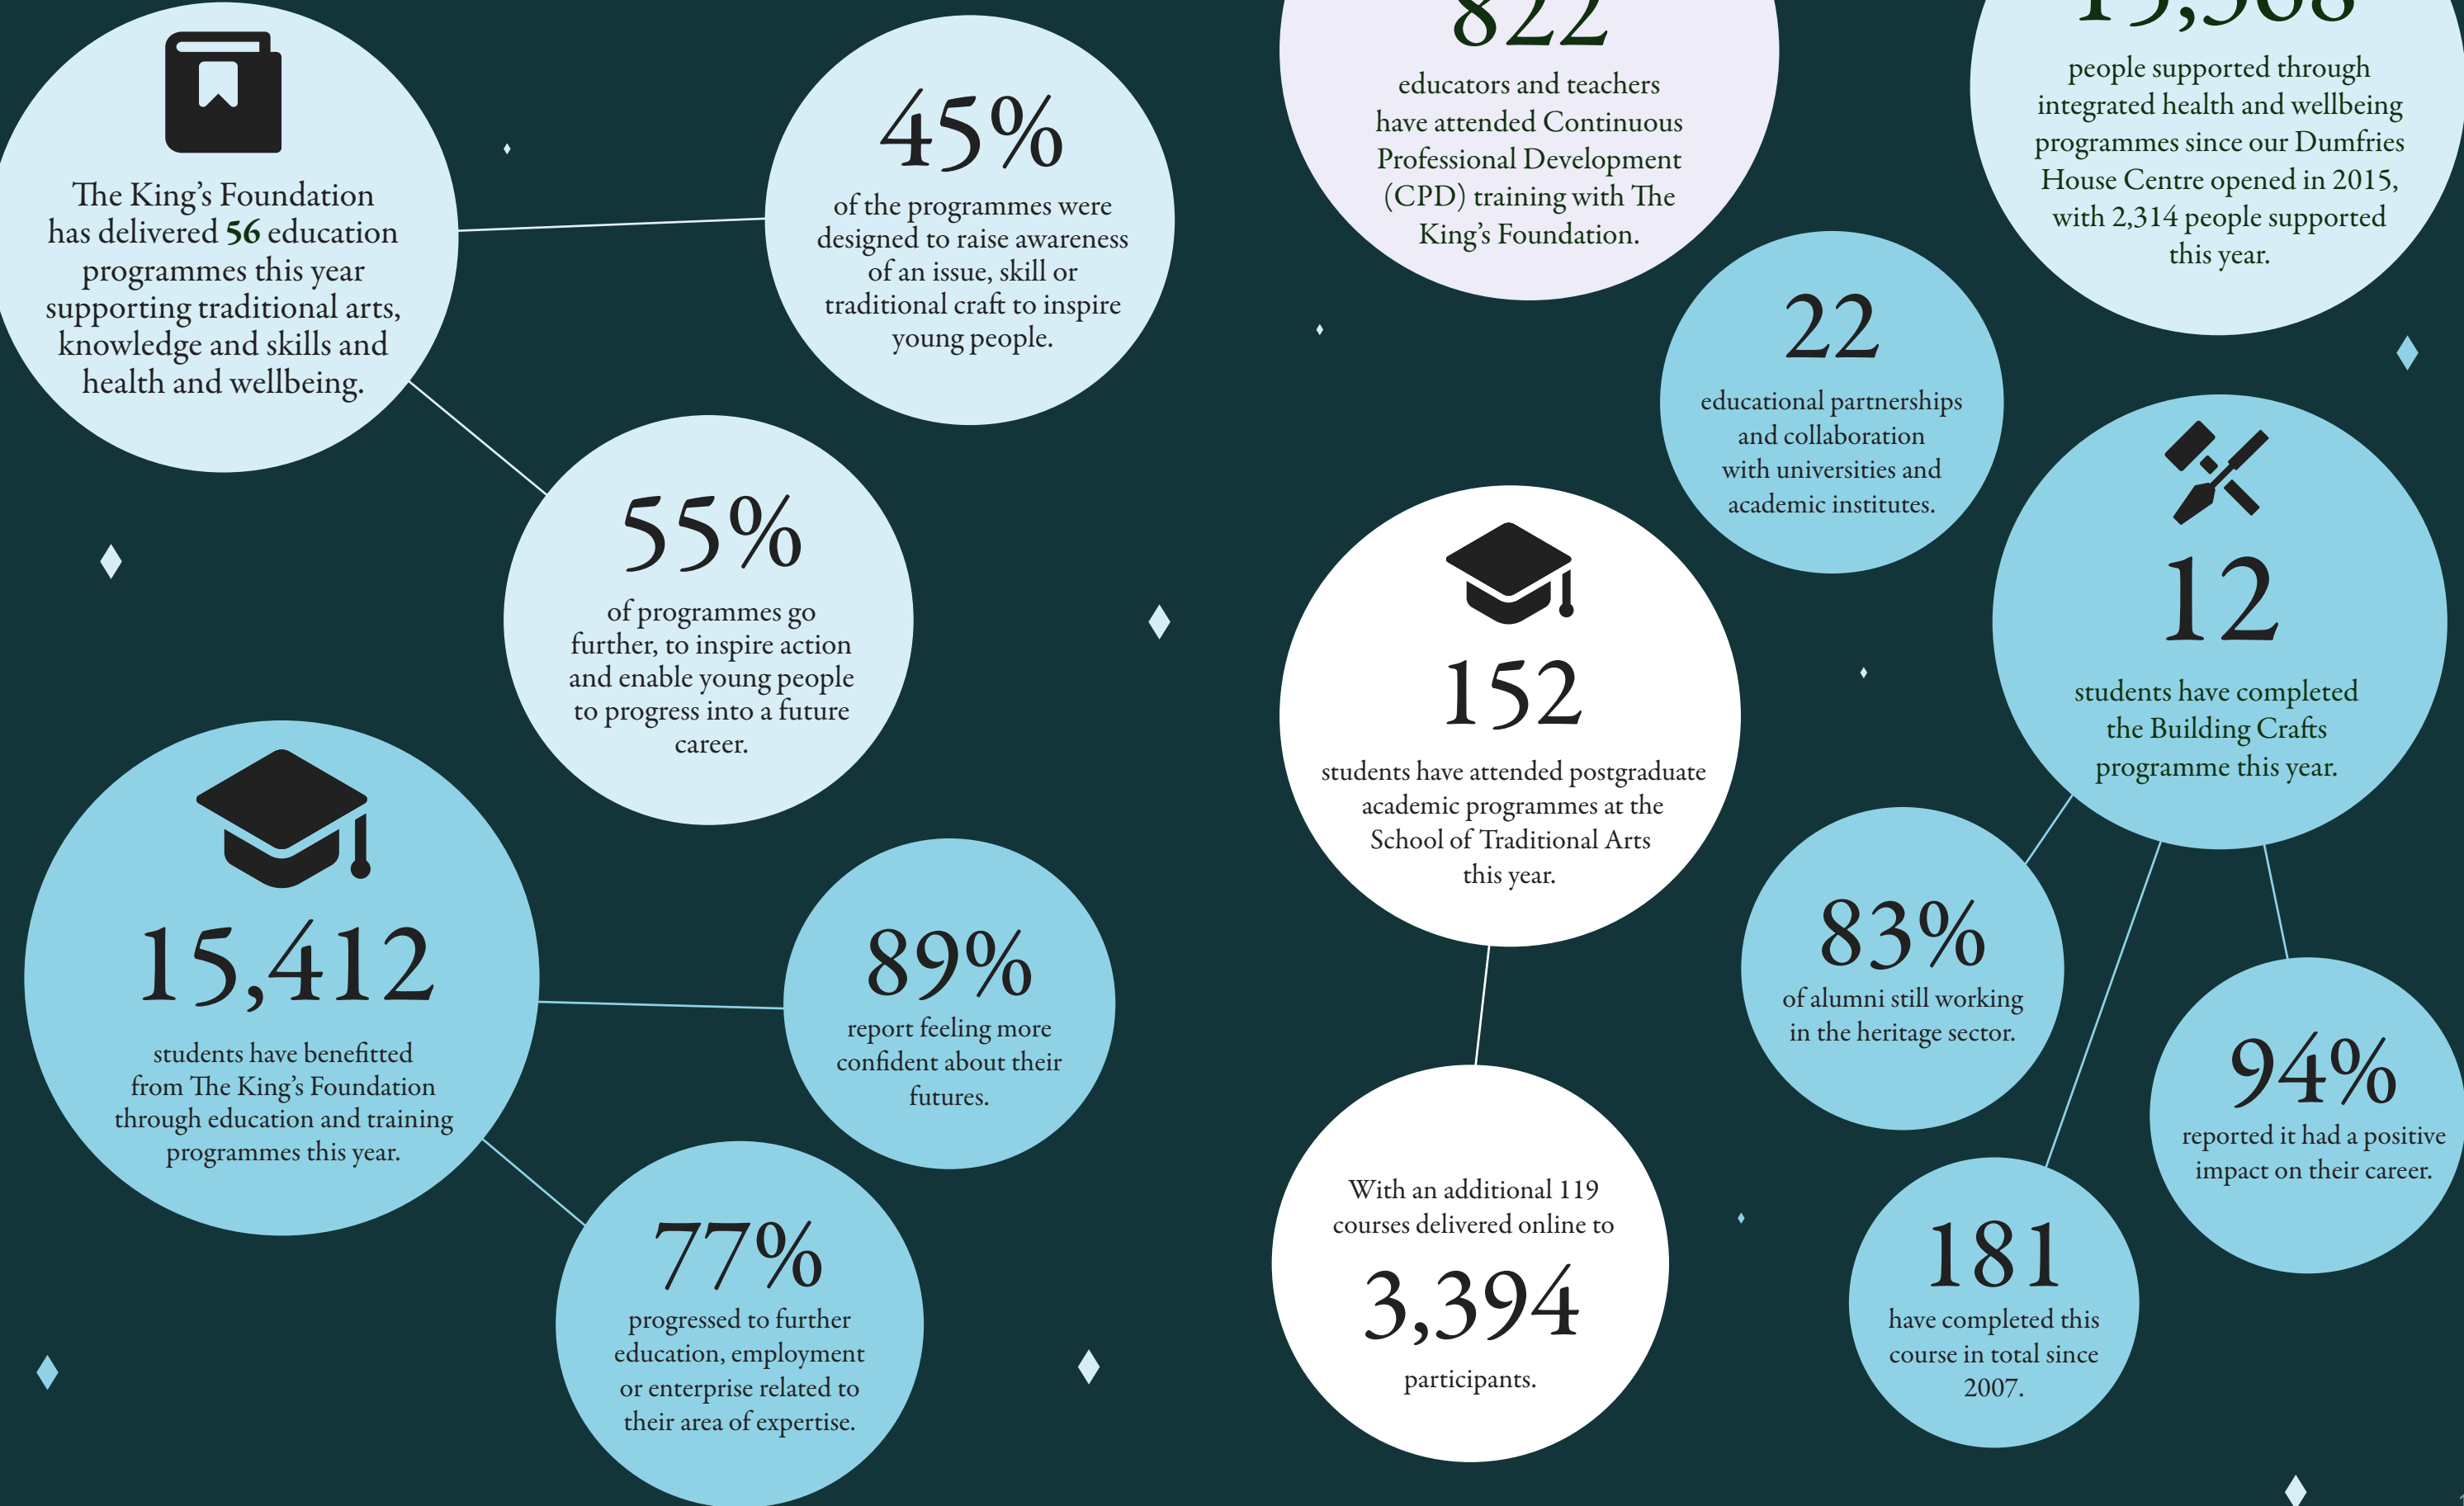 The King's Foundation
has delivered 56 education
programmes this year
supporting traditional arts,
knowledge and skills and
health and wellbeing.
45%
of the programmes were
designed to raise awareness
of an issue, skill or
traditional craft to inspire
young people.
55%
of programmes go
further, to inspire action
and enable young people
to progress into a future
career.
15,412
students have benefitted
from The King's Foundation
through education and training
programmes this year.
89%
report feeling more
confident about their
futures.
77%
progressed to further
education, employment
or enterprise related to
their area of expertise.
822
educators and teachers
have attended Continuous
Professional Development
(CPD) training with The
King's Foundation.
people supported through
integrated health and wellbeing
programmes since our Dumfries
House Centre opened in 2015,
with 2,314 people supported
this year.
22
educational partnerships
and collaboration
with universities and
academic institutes.
152
students have attended postgraduate
academic programmes at the
School of Traditional Arts
this year.
With an additional 119
courses delivered online to
3,394
participants.
12
students have completed
the Building Crafts
programme this year.
83%
of alumni still working
in the heritage sector.
94%
reported it had a positive
impact on their career.
181
have completed this
course in total since
2007.